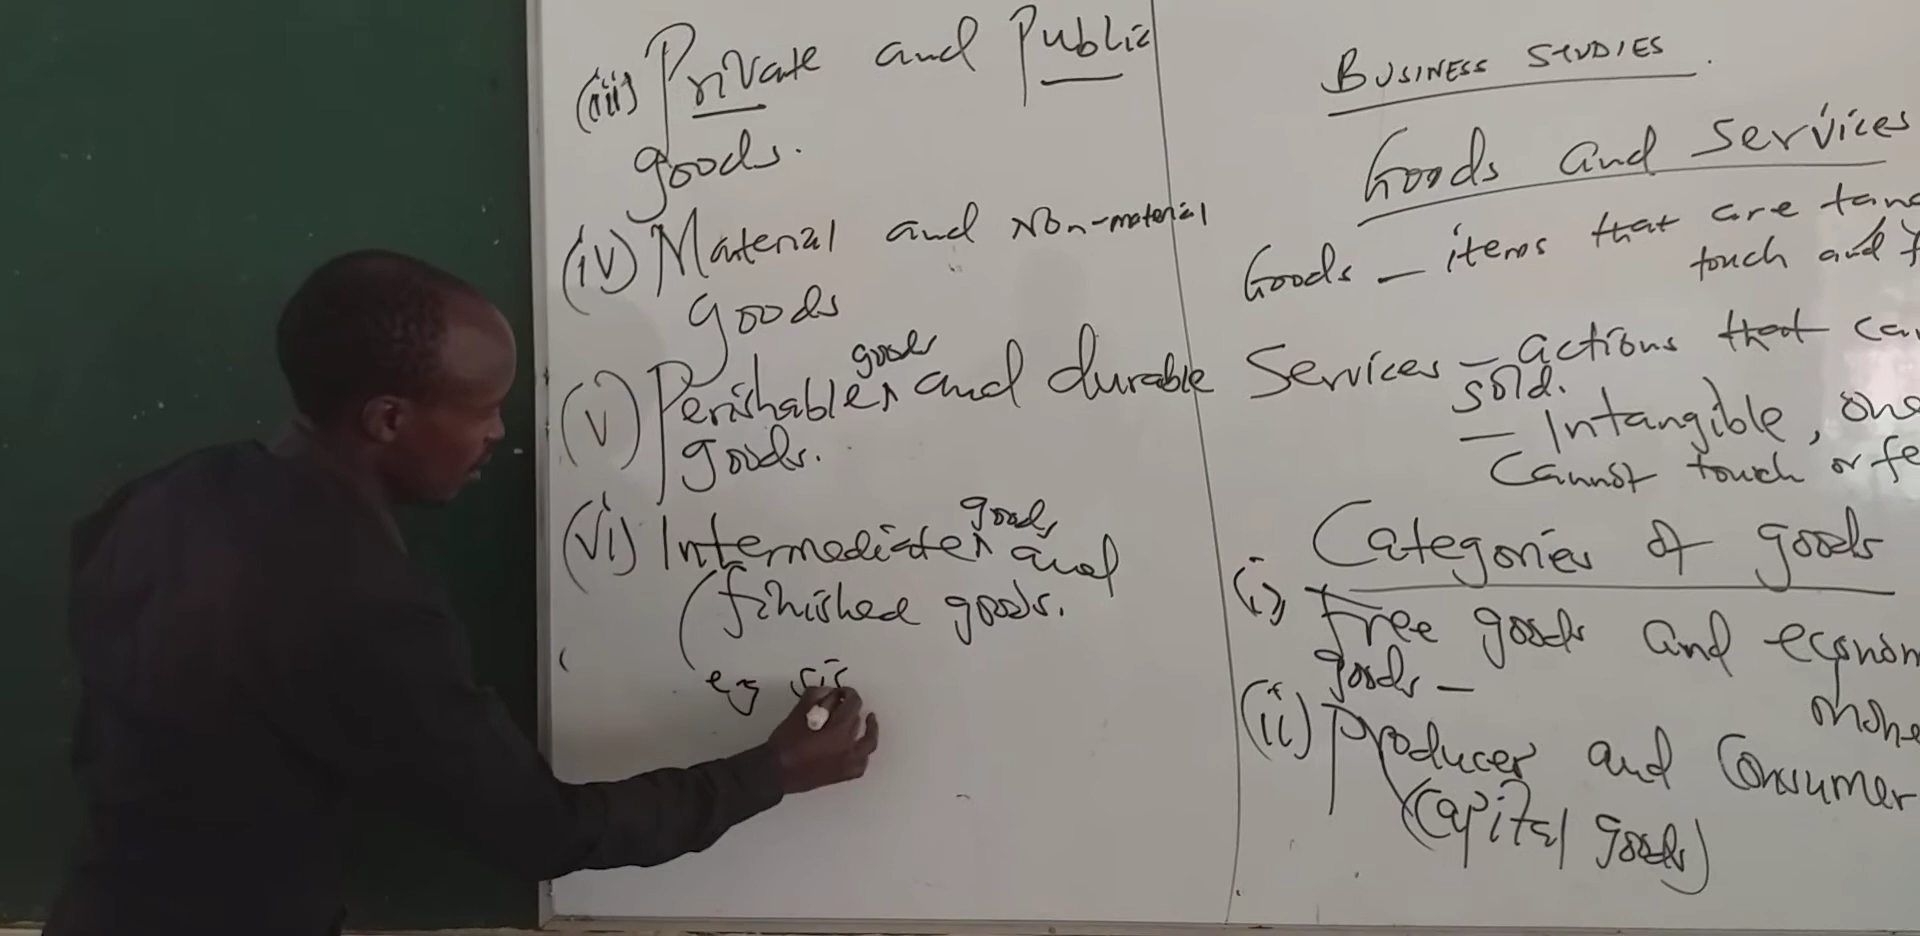 BUSINESS STUDIES.
Goods and services
Goods - items that are
touch and
Services - actions that
sold.
- Intangible, one
Cannot touch or
Categories of goods
(i) Free goods and
goods -
(ii) Producer and Consumer
(Capital goods)
(iii) Private and Public
goods.
(iv) Material and Non-material
goods
goods
(v) Perishable ʌ and durable
goods.
goods
(vi) Intermediate ʌ and
(finished goods.
eg